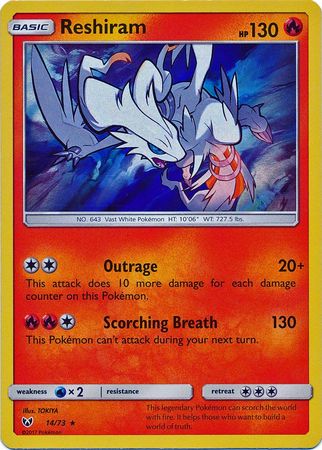 BASIC Reshiram HP 130
NO. 643 Vast White Pokémon HT: 10'06" WT: 727.5 lbs.
Outrage 20+
This attack does 10 more damage for each damage
counter on this Pokémon.
Scorching Breath 130
This Pokémon can't attack during your next turn.
weakness ×2 resistance retreat
Illus. TOKIYA
14/73 ★
©2017 Pokémon
This legendary Pokémon can scorch the world
with fire. It helps those who want to build a
world of truth.